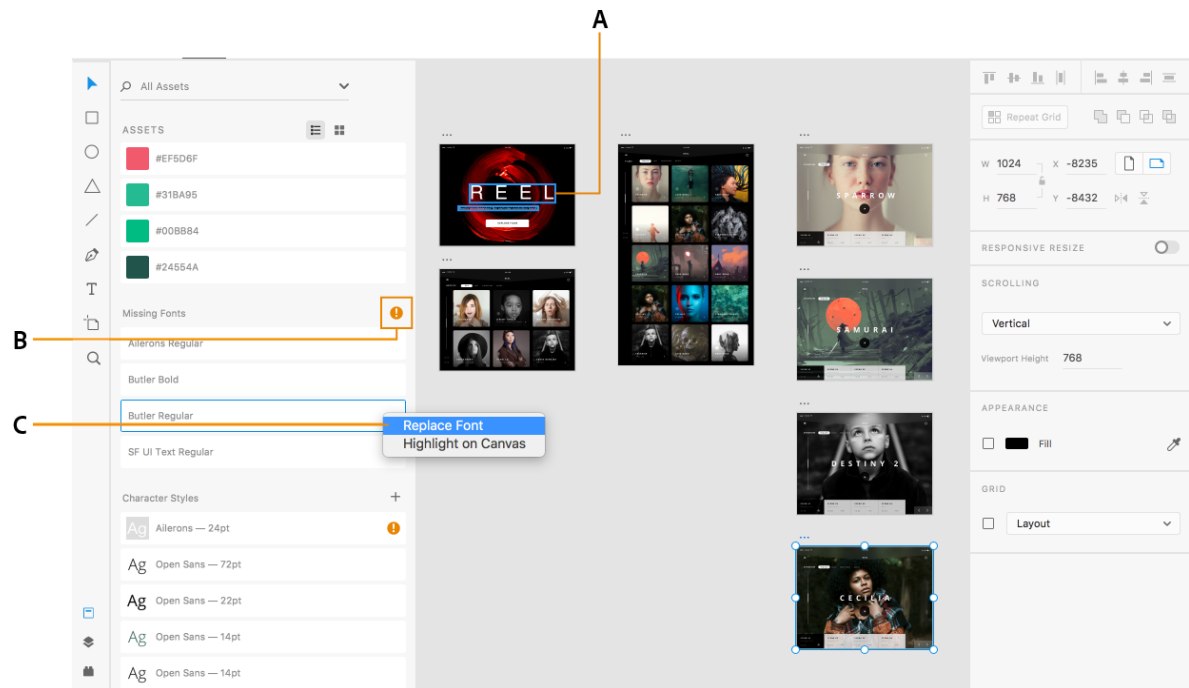 A
All Assets
ASSETS
#EF5D6F
#31BA95
#00BB84
#24554A
Missing Fonts
B
Ailerons Regular
Butler Bold
C
Butler Regular
Replace Font
Highlight on Canvas
SF UI Text Regular
Character Styles
Ag Ailerons — 24pt
Ag Open Sans — 72pt
Ag Open Sans — 22pt
Ag Open Sans — 14pt
Ag Open Sans — 14pt
T
REEL
SPARROW
SAMURAI
DESTINY 2
CECILIA
Repeat Grid
W 1024 X -8235
H 768 Y -8432
RESPONSIVE RESIZE
SCROLLING
Vertical
Viewport Height 768
APPEARANCE
Fill
GRID
Layout